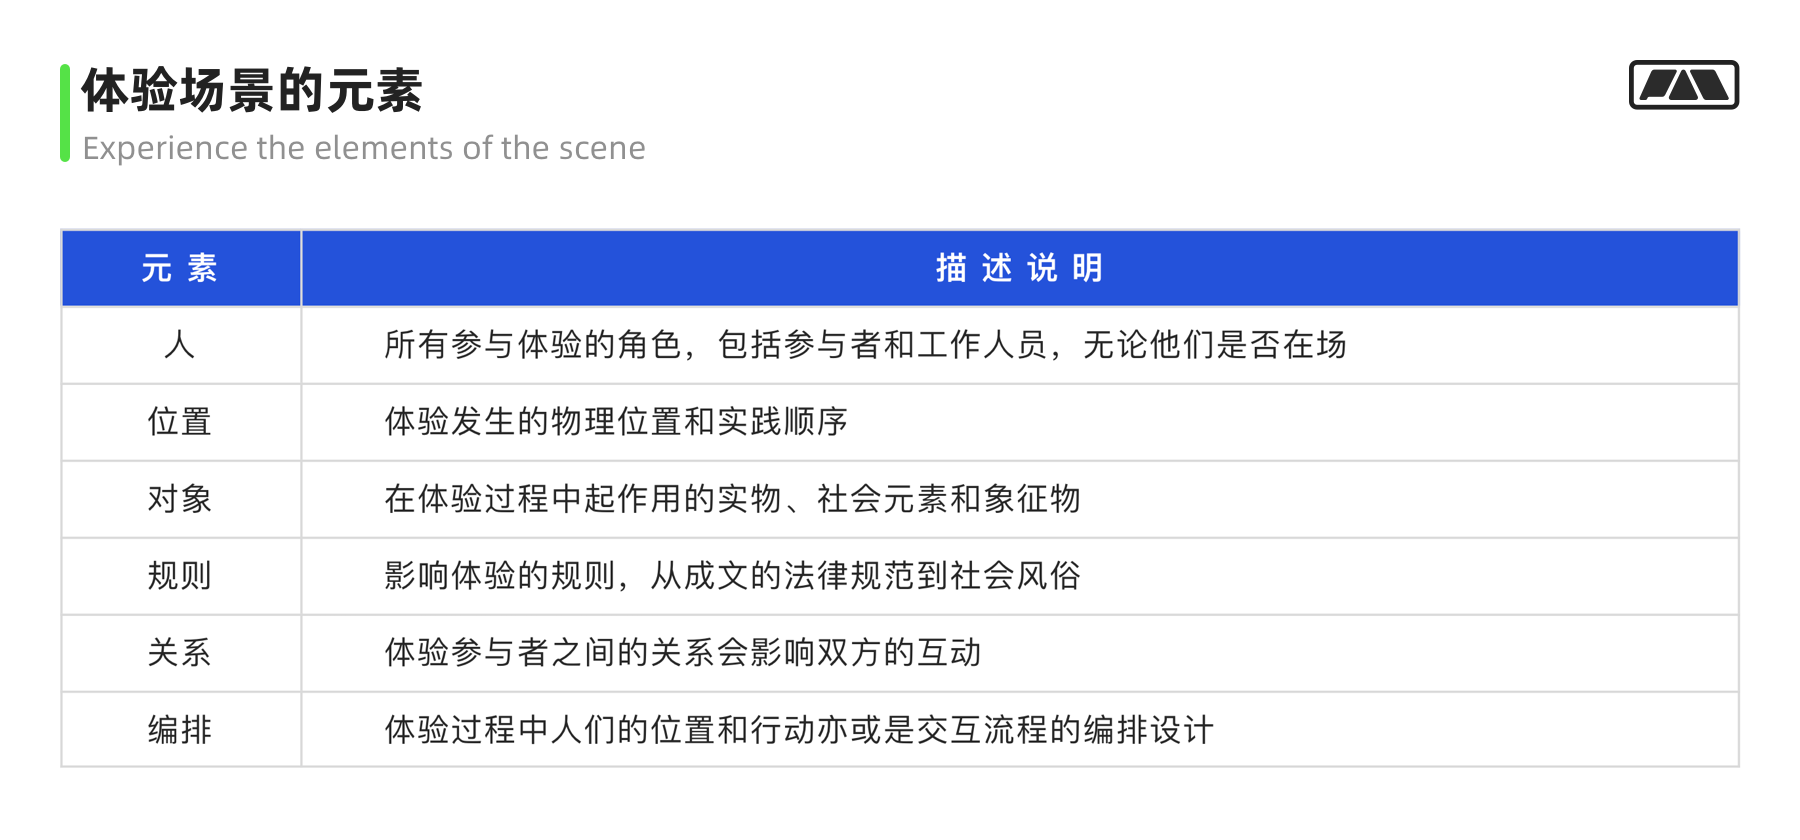 体验场景的元素
Experience the elements of the scene
元素 描述说明
人 所有参与体验的角色，包括参与者和工作人员，无论他们是否在场
位置 体验发生的物理位置和实践顺序
对象 在体验过程中起作用的实物、社会元素和象征物
规则 影响体验的规则，从成文的法律规范到社会风俗
关系 体验参与者之间的关系会影响双方的互动
编排 体验过程中人们的位置和行动亦或是交互流程的编排设计